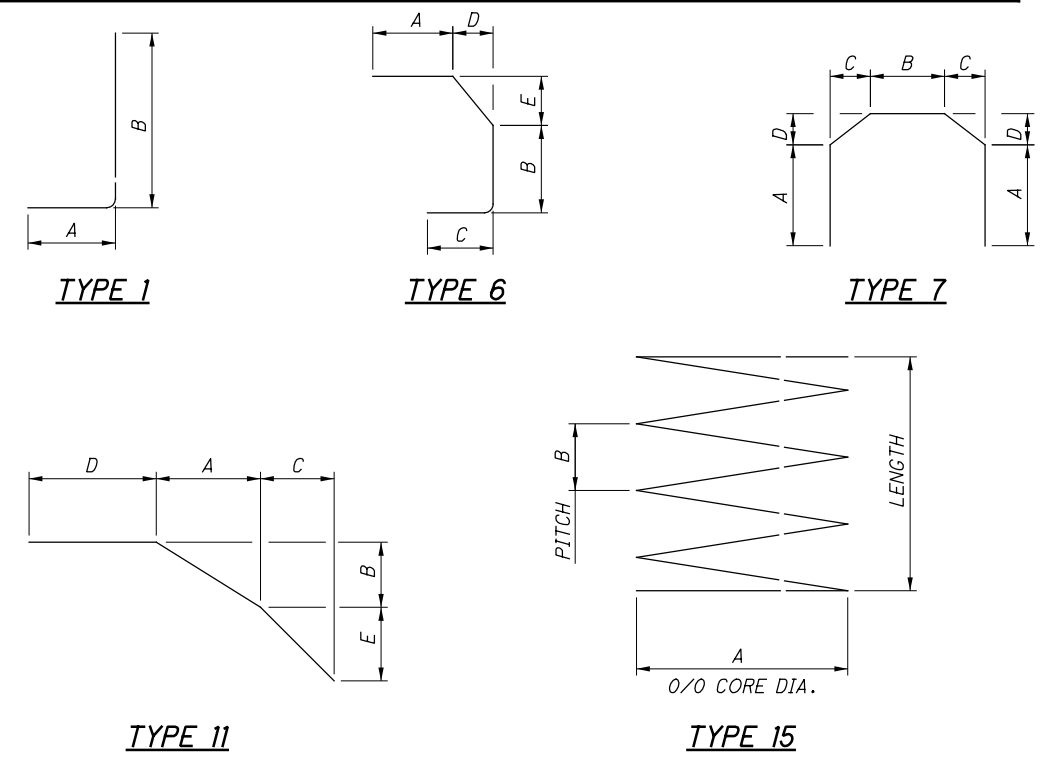 A
B
TYPE 1
A D
E
B
C
TYPE 6
C B C
D
D
A
A
TYPE 7
D A C
B
E
TYPE 11
B
PITCH
LENGTH
A
O/O CORE DIA.
TYPE 15